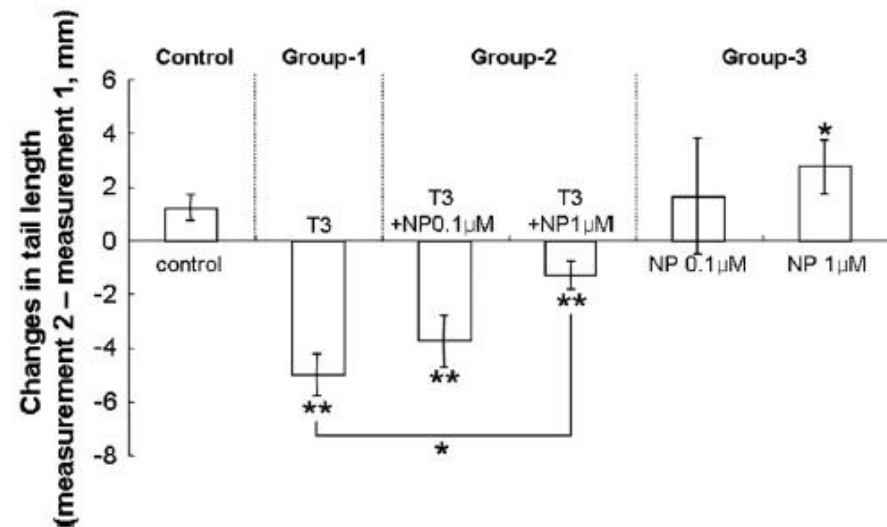 Control Group-1 Group-2 Group-3
Changes in tail length
(measurement 2 – measurement 1, mm)
6
4
2
0
-2
-4
-6
-8
control
T3
**
T3
+NP0.1µM
**
T3
+NP1µM
**
*
NP 0.1µM
*
NP 1µM